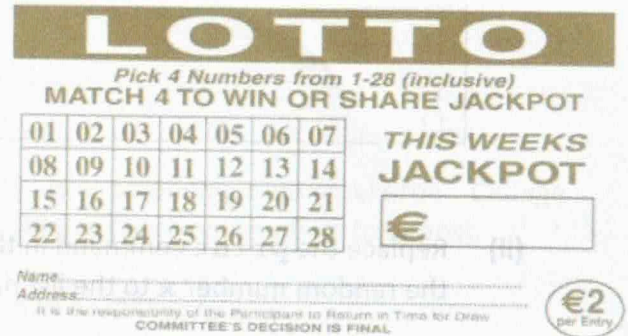 LOTTO
Pick 4 Numbers from 1-28 (inclusive)
MATCH 4 TO WIN OR SHARE JACKPOT
01 02 03 04 05 06 07
08 09 10 11 12 13 14
15 16 17 18 19 20 21
22 23 24 25 26 27 28
THIS WEEKS
JACKPOT
€
Name
Address
It is the responsibility of the Participant to Return in Time for Draw
COMMITTEE'S DECISION IS FINAL
€2
per Entry